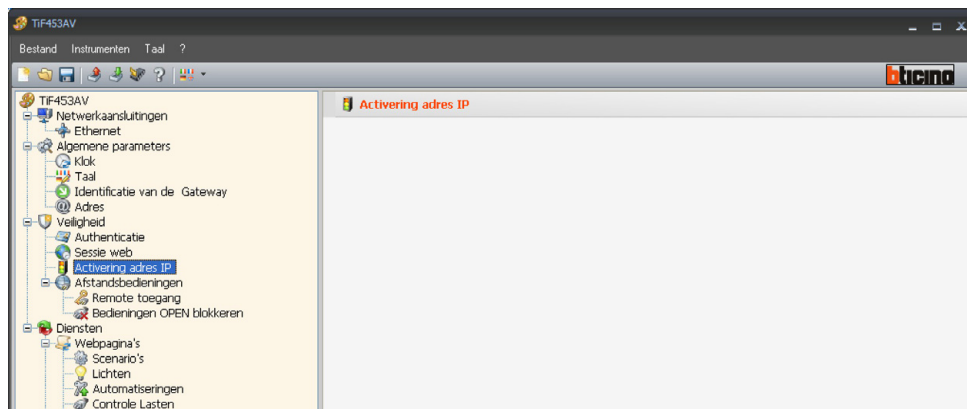 TiF453AV
Bestand Instrumenten Taal ?
bticino
TiF453AV
Netwerkaansluitingen
Ethernet
Algemene parameters
Klok
Taal
Identificatie van de Gateway
Adres
Veiligheid
Authenticatie
Sessie web
Activering adres IP
Afstandsbedieningen
Remote toegang
Bedieningen OPEN blokkeren
Diensten
Webpagina's
Scenario's
Lichten
Automatiseringen
Controle Lasten
Activering adres IP